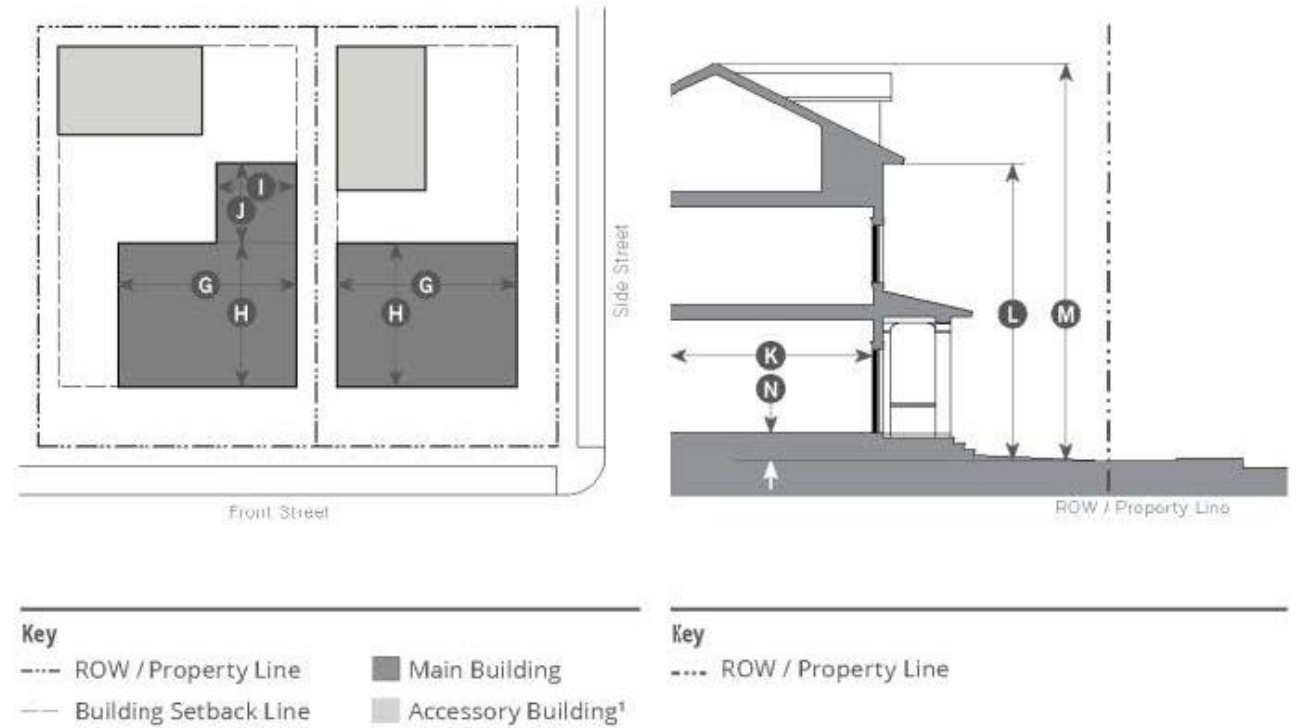 I
J
G
H
G
H
Side Street
Front Street
L
M
K
N
ROW / Property Line
Key
ROW / Property Line
Main Building
Building Setback Line
Accessory Building¹
Key
ROW / Property Line